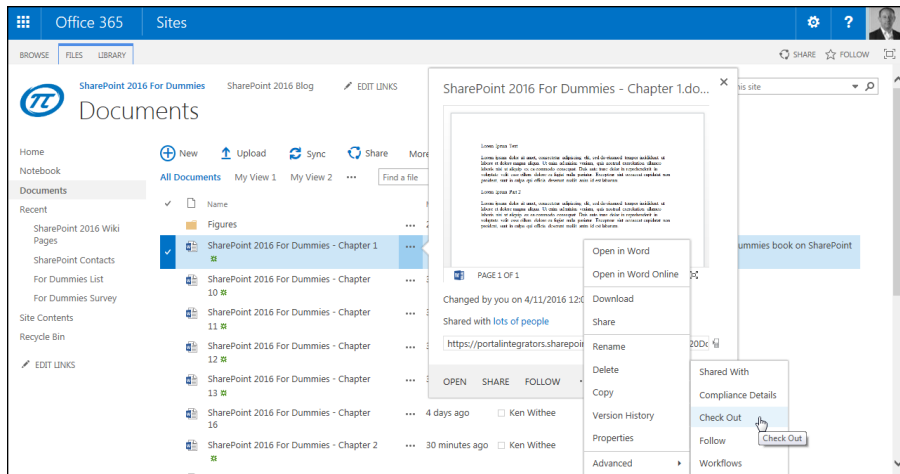 Office 365 Sites ?
BROWSE FILES LIBRARY SHARE FOLLOW
SharePoint 2016 For Dummies SharePoint 2016 Blog EDIT LINKS
Documents
his site
Home
Notebook
Documents
Recent
SharePoint 2016 Wiki
Pages
SharePoint Contacts
For Dummies List
For Dummies Survey
Site Contents
Recycle Bin
EDIT LINKS
New Upload Sync Share More
All Documents My View 1 My View 2 ••• Find a file
Name
Figures
SharePoint 2016 For Dummies - Chapter 1
ummies book on SharePoint
SharePoint 2016 For Dummies - Chapter
10
SharePoint 2016 For Dummies - Chapter
11
SharePoint 2016 For Dummies - Chapter
12
SharePoint 2016 For Dummies - Chapter
13
SharePoint 2016 For Dummies - Chapter
16
4 days ago Ken Withee
SharePoint 2016 For Dummies - Chapter 2
30 minutes ago Ken Withee
SharePoint 2016 For Dummies - Chapter 1.do...
Lorem Ipsum Text
Lorem Ipsum Part 2
PAGE 1 OF 1
Changed by you on 4/11/2016 12:0
Shared with lots of people
https://portalintegrators.sharepoin
20Dc
OPEN SHARE FOLLOW
Open in Word
Open in Word Online
Download
Share
Rename
Delete
Copy
Version History
Properties
Advanced
Shared With
Compliance Details
Check Out
Check Out
Follow
Workflows